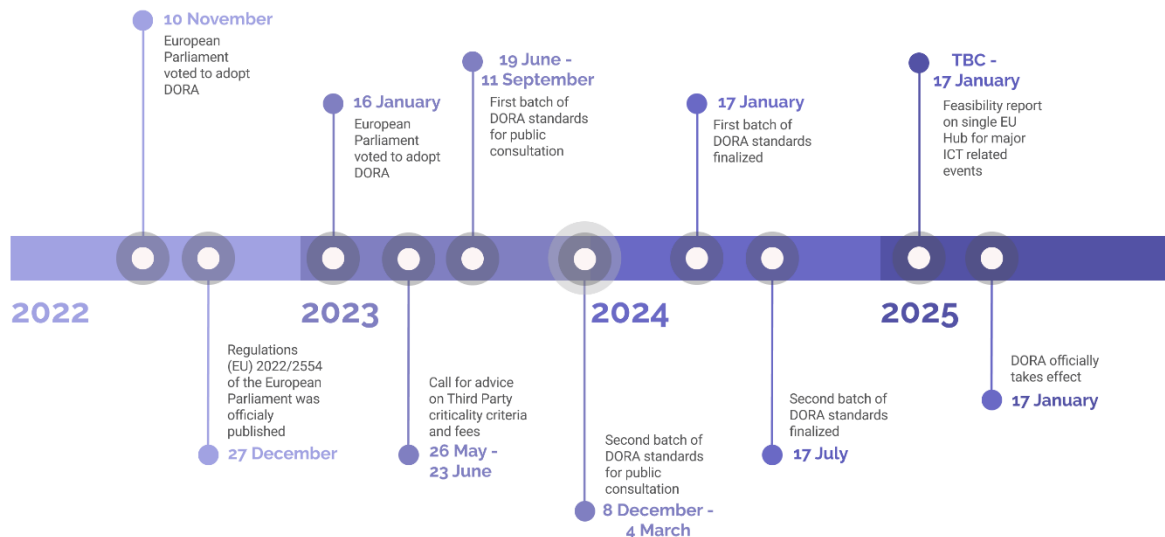 10 November
European
Parliament
voted to adopt
DORA
16 January
European
Parliament
voted to adopt
DORA
19 June -
11 September
First batch of
DORA standards
for public
consultation
17 January
First batch of
DORA standards
finalized
TBC -
17 January
Feasibility report
on single EU
Hub for major
ICT related
events
2022
2023
2024
2025
Regulations
(EU) 2022/2554
of the European
Parliament was
officialy
published
27 December
Call for advice
on Third Party
criticality criteria
and fees
26 May -
23 June
Second batch of
DORA standards
for public
consultation
8 December -
4 March
Second batch of
DORA standards
finalized
17 July
DORA officially
takes effect
17 January